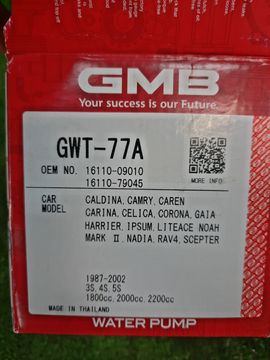 GMB
Your success is our Future.
GWT-77A
OEM NO. 16110-09010
16110-79045
CAR MODEL
CALDINA, CAMRY, CAREN
CARINA, CELICA, CORONA, GAIA
HARRIER, IPSUM, LITEACE NOAH
MARK II, NADIA, RAV4, SCEPTER
1987-2002
3S, 4S, 5S
1800cc, 2000cc, 2200cc
MADE IN THAILAND
WATER PUMP